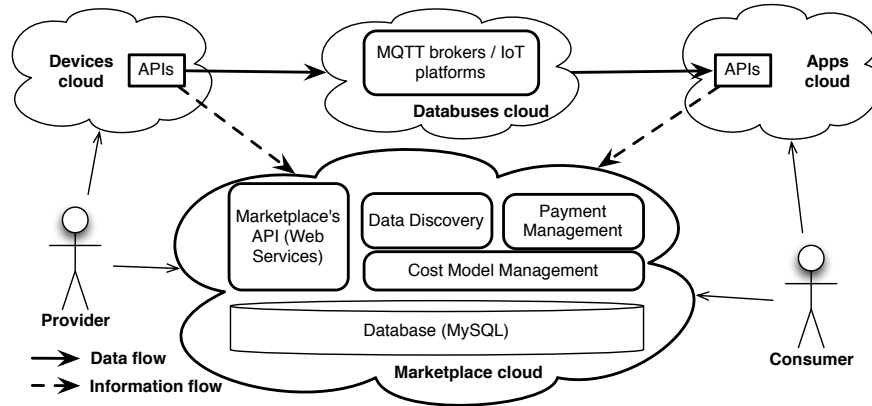 Devices
cloud
APIs
MQTT brokers / IoT
platforms
Databuses cloud
APIs
Apps
cloud
Marketplace's
API (Web
Services)
Data Discovery
Payment
Management
Cost Model Management
Database (MySQL)
Marketplace cloud
Provider
Consumer
Data flow
Information flow